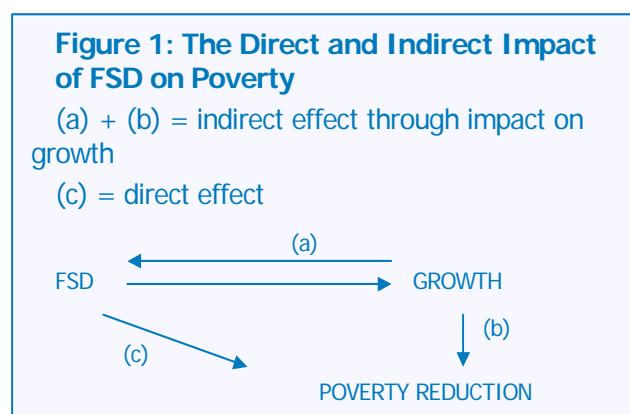 Figure 1: The Direct and Indirect Impact
of FSD on Poverty
(a) + (b) = indirect effect through impact on
growth
(c) = direct effect
(a)
FSD
GROWTH
(b)
(c)
POVERTY REDUCTION